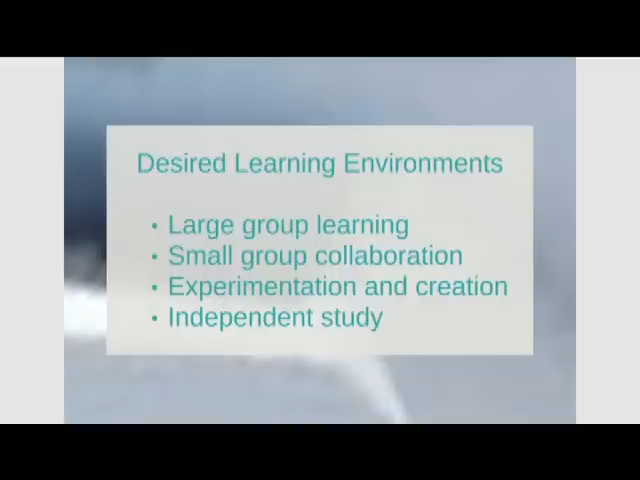 Desired Learning Environments
• Large group learning
• Small group collaboration
• Experimentation and creation
• Independent study